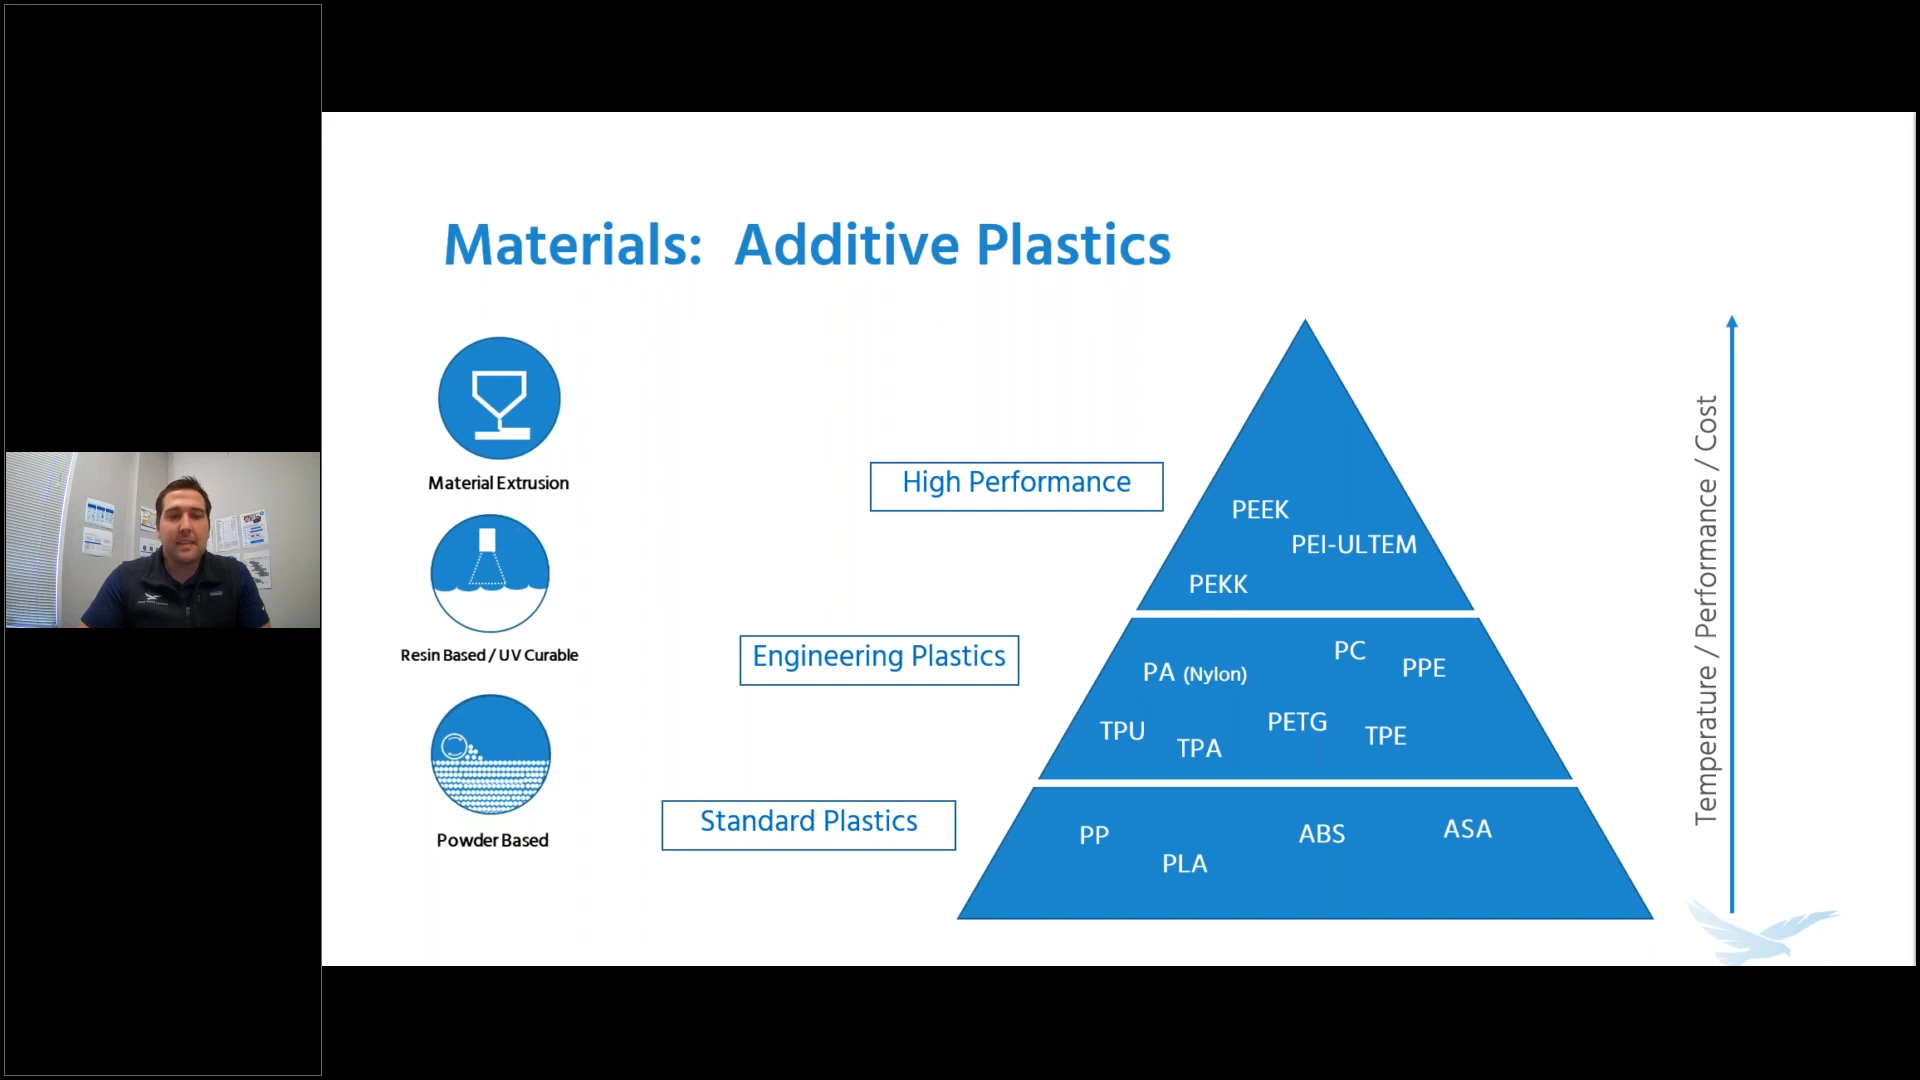 Materials: Additive Plastics
Material Extrusion
Resin Based / UV Curable
Powder Based
High Performance
Engineering Plastics
Standard Plastics
PEEK
PEI-ULTEM
PEKK
PC
PPE
PA (Nylon)
PETG
TPU
TPE
TPA
PP
ABS
ASA
PLA
Temperature / Performance / Cost